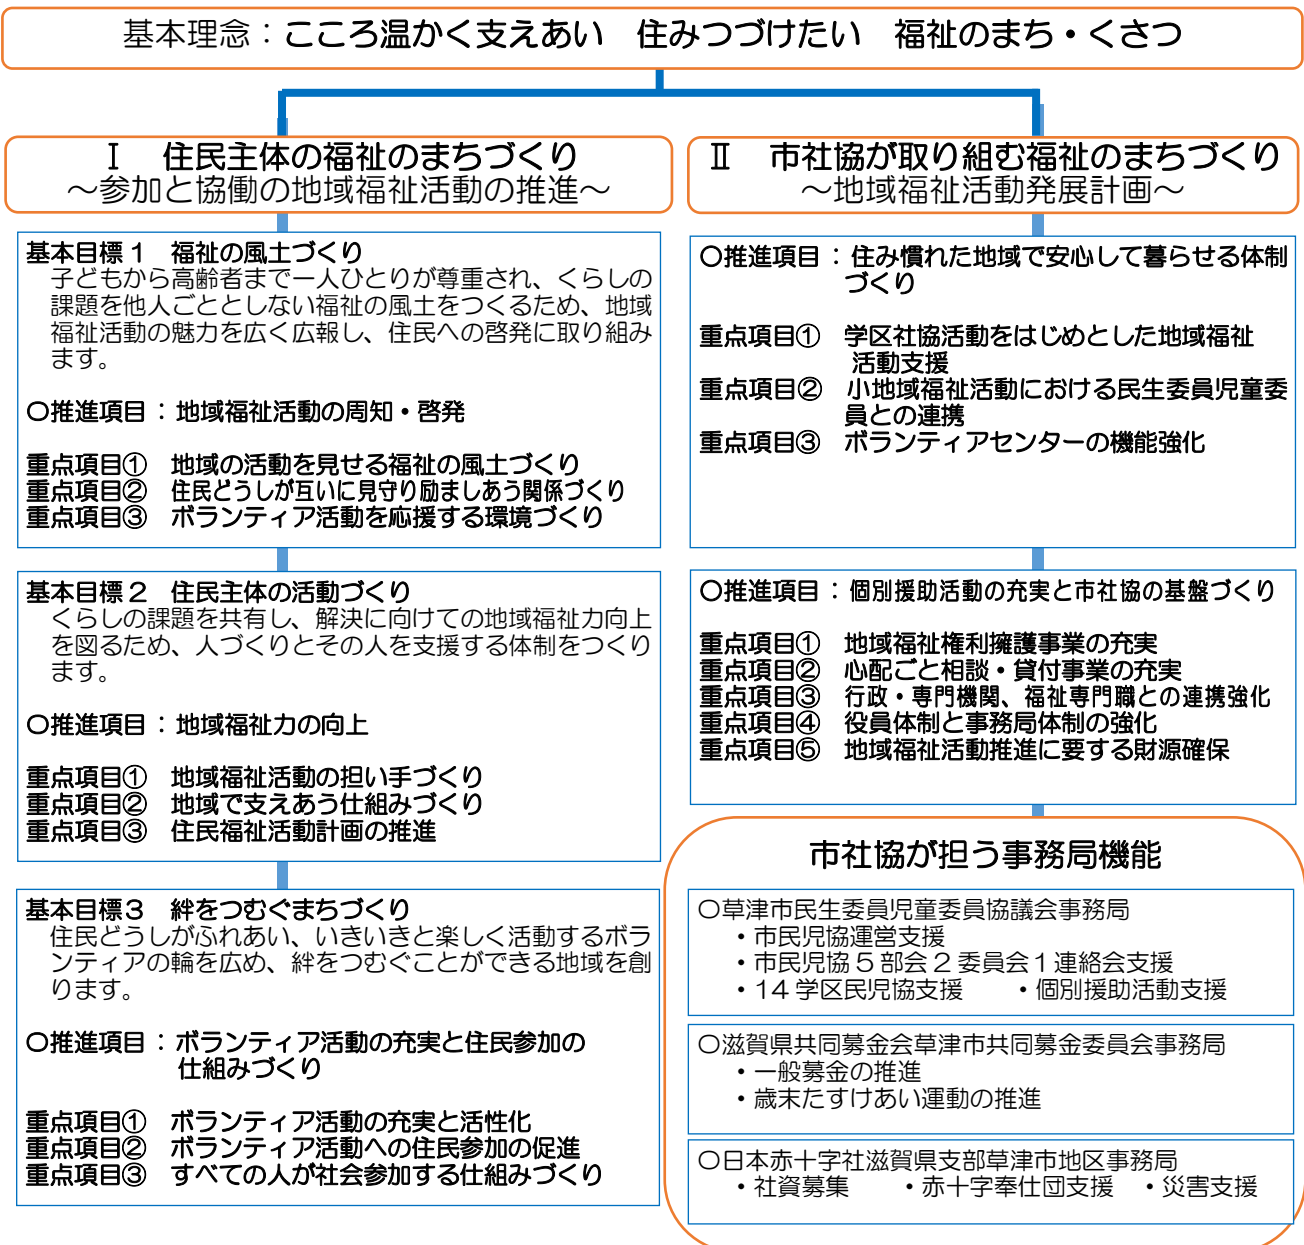 基本理念：こころ温かく支えあい　住みつづけたい　福祉のまち・くさつ
Ⅰ　住民主体の福祉のまちづくり
～参加と協働の地域福祉活動の推進～
基本目標１　福祉の風土づくり
子どもから高齢者まで一人ひとりが尊重され、くらしの
課題を他人ごととしない福祉の風土をつくるため、地域
福祉活動の魅力を広く広報し、住民への啓発に取り組み
ます。
〇推進項目：地域福祉活動の周知・啓発
重点項目①　地域の活動を見せる福祉の風土づくり
重点項目②　住民どうしが互いに見守り励ましあう関係づくり
重点項目③　ボランティア活動を応援する環境づくり
基本目標２　住民主体の活動づくり
くらしの課題を共有し、解決に向けての地域福祉力向上
を図るため、人づくりとその人を支援する体制をつくり
ます。
〇推進項目：地域福祉力の向上
重点項目①　地域福祉活動の担い手づくり
重点項目②　地域で支えあう仕組みづくり
重点項目③　住民福祉活動計画の推進
基本目標３　絆をつむぐまちづくり
住民どうしがふれあい、いきいきと楽しく活動するボラ
ンティアの輪を広め、絆をつむぐことができる地域を創
ります。
〇推進項目：ボランティア活動の充実と住民参加の
仕組みづくり
重点項目①　ボランティア活動の充実と活性化
重点項目②　ボランティア活動への住民参加の促進
重点項目③　すべての人が社会参加する仕組みづくり
Ⅱ　市社協が取り組む福祉のまちづくり
～地域福祉活動発展計画～
〇推進項目：住み慣れた地域で安心して暮らせる体制
づくり
重点項目①　学区社協活動をはじめとした地域福祉
活動支援
重点項目②　小地域福祉活動における民生委員児童委
員との連携
重点項目③　ボランティアセンターの機能強化
〇推進項目：個別援助活動の充実と市社協の基盤づくり
重点項目①　地域福祉権利擁護事業の充実
重点項目②　心配ごと相談・貸付事業の充実
重点項目③　行政・専門機関、福祉専門職との連携強化
重点項目④　役員体制と事務局体制の強化
重点項目⑤　地域福祉活動推進に要する財源確保
市社協が担う事務局機能
〇草津市民生委員児童委員協議会事務局
・市民児協運営支援
・市民児協５部会２委員会１連絡会支援
・14学区民児協支援　　・個別援助活動支援
〇滋賀県共同募金会草津市共同募金委員会事務局
・一般募金の推進
・歳末たすけあい運動の推進
〇日本赤十字社滋賀県支部草津市地区事務局
・社資募集　　・赤十字奉仕団支援　・災害支援